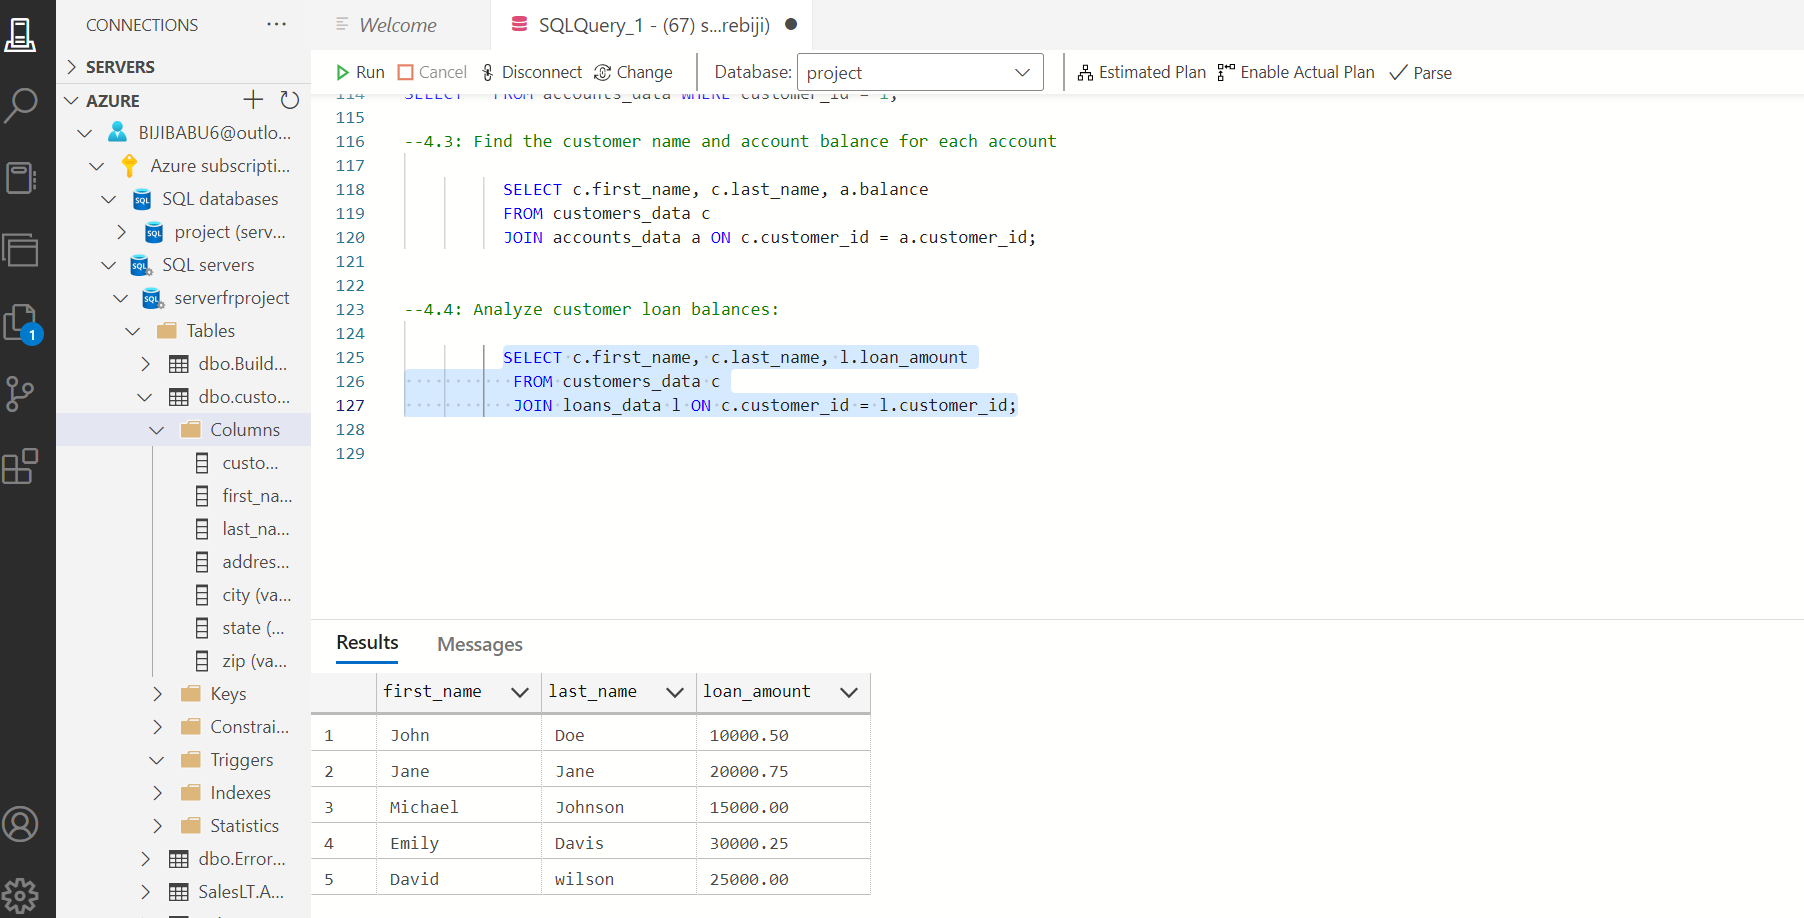 CONNECTIONS
SERVERS
AZURE
BIJIBABU6@outlo...
Azure subscripti...
SQL databases
project (serv...
SQL servers
serverfrproject
Tables
dbo.Build...
dbo.custo...
Columns
custo...
first_na...
last_na...
addres...
city (va...
state (...
zip (va...
Keys
Constrai...
Triggers
Indexes
Statistics
dbo.Error...
SalesLT.A...
1
Welcome
SQLQuery_1 - (67) s...rebiji)
Run Cancel Disconnect Change Database: project Estimated Plan Enable Actual Plan Parse
114 SELECT * FROM accounts_data WHERE customer_id = 1;
115
116 --4.3: Find the customer name and account balance for each account
117
118 SELECT c.first_name, c.last_name, a.balance
119 FROM customers_data c
120 JOIN accounts_data a ON c.customer_id = a.customer_id;
121
122
123 --4.4: Analyze customer loan balances:
124
125 SELECT c.first_name, c.last_name, l.loan_amount
126 FROM customers_data c
127 JOIN loans_data l ON c.customer_id = l.customer_id;
128
129
Results Messages
first_name last_name loan_amount
1 John Doe 10000.50
2 Jane Jane 20000.75
3 Michael Johnson 15000.00
4 Emily Davis 30000.25
5 David wilson 25000.00